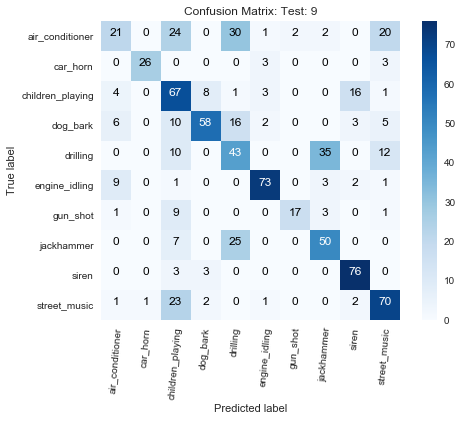 Confusion Matrix: Test: 9
True label
air_conditioner 21 0 24 0 30 1 2 2 0 20
car_horn 0 26 0 0 0 3 0 0 0 3
children_playing 4 0 67 8 1 3 0 0 16 1
dog_bark 6 0 10 58 16 2 0 0 3 5
drilling 0 0 10 0 43 0 0 35 0 12
engine_idling 9 0 1 0 0 73 0 3 2 1
gun_shot 1 0 9 0 0 0 17 3 0 1
jackhammer 0 0 7 0 25 0 0 50 0 0
siren 0 0 3 3 0 0 0 0 76 0
street_music 1 1 23 2 0 1 0 0 2 70
air_conditioner car_horn children_playing dog_bark drilling engine_idling gun_shot jackhammer siren street_music
Predicted label
70
60
50
40
30
20
10
0